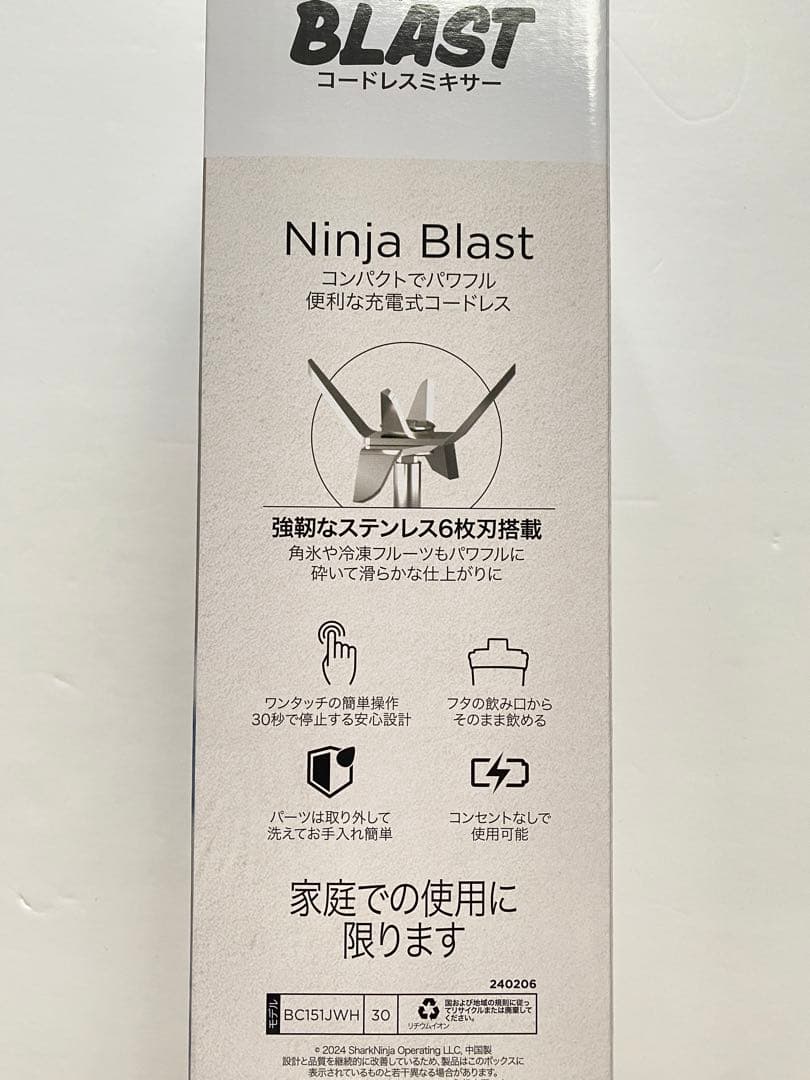 BLAST
コードレスミキサー
Ninja Blast
コンパクトでパワフル
便利な充電式コードレス
強靭なステンレス6枚刃搭載
角氷や冷凍フルーツもパワフルに
砕いて滑らかな仕上がりに
ワンタッチの簡単操作
30秒で停止する安心設計
フタの飲み口から
そのまま飲める
パーツは取り外して
洗えてお手入れ簡単
コンセントなしで
使用可能
家庭での使用に
限ります
240206
モデル
BC151JWH
30
リチウムイオン
国および地域の規則に従っ
てリサイクルまたは廃棄して
ください。
© 2024 SharkNinja Operating LLC, 中国製
設計と品質を継続的に改善しているため、製品はこのボックスに
表示されているものと若干異なる場合があります。